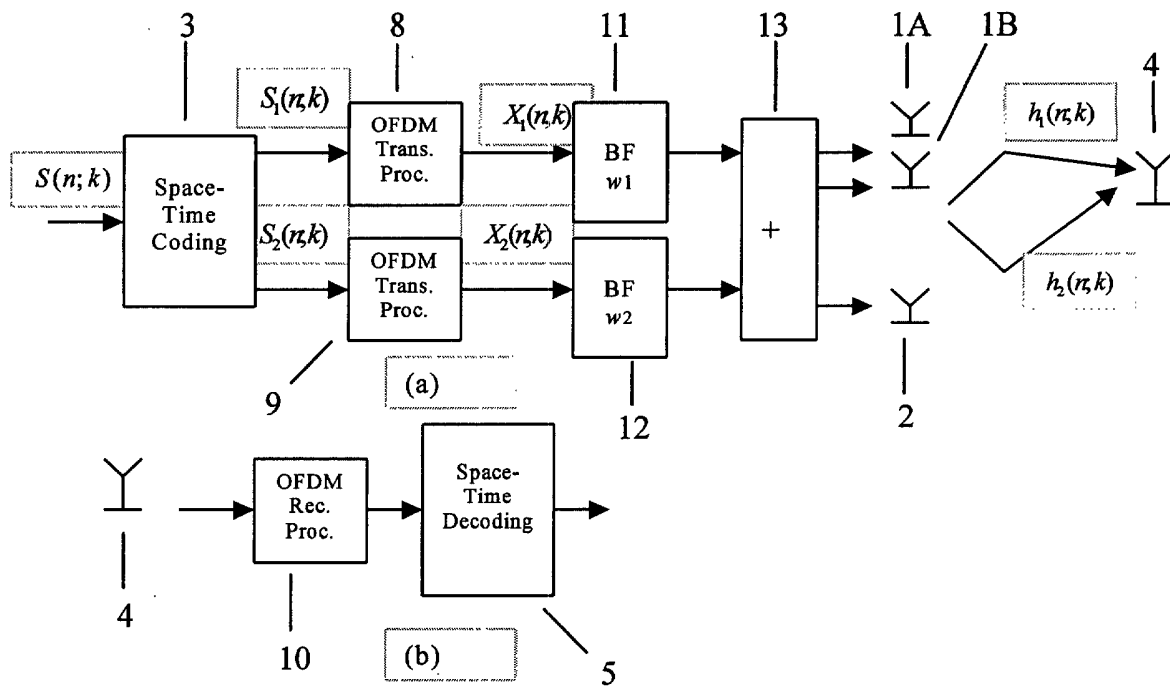 3
8
11
13
1A
1B
4
S₁(n;k)
X₁(n;k)
h₁(n;k)
OFDM
Trans.
Proc.
BF
w1
S(n; k)
Space-
Time
Coding
+
S₂(n;k)
X₂(n;k)
OFDM
Trans.
Proc.
BF
w2
h₂(n;k)
9
(a)
12
2
OFDM
Rec.
Proc.
Space-
Time
Decoding
4
10
(b)
5